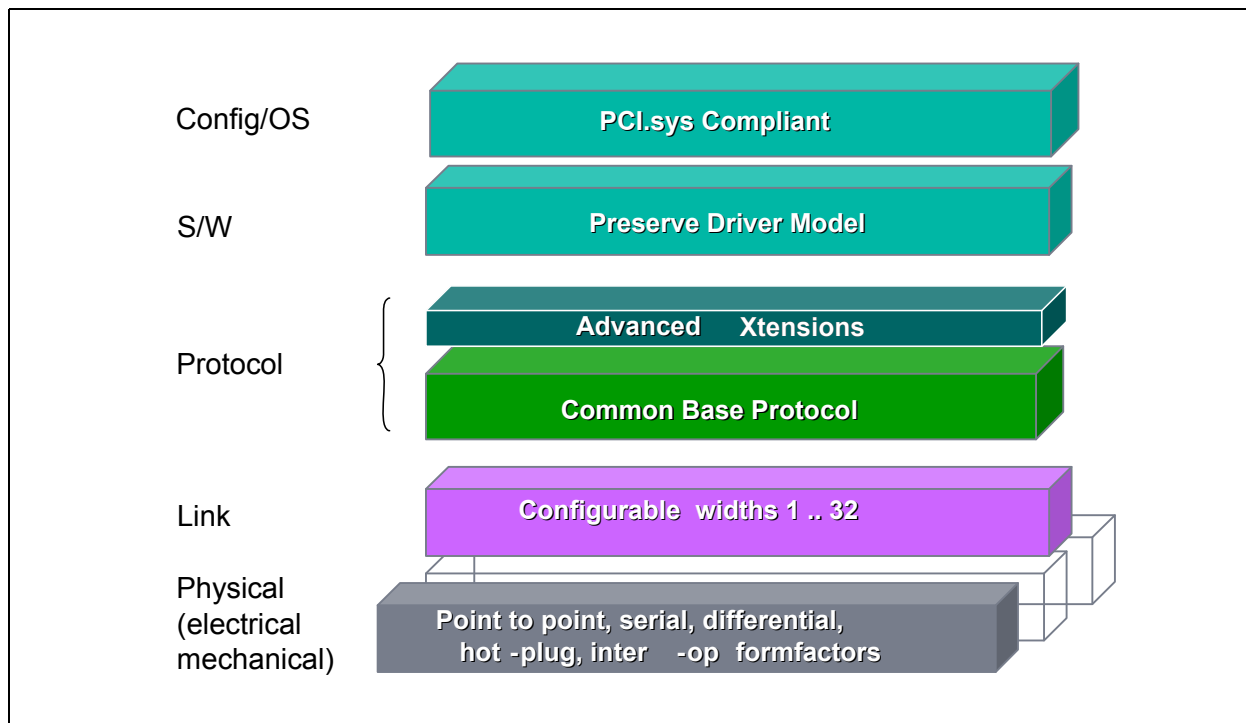 Config/OS
PCI.sys Compliant
S/W
Preserve Driver Model
Protocol
Advanced Xtensions
Common Base Protocol
Link
Configurable widths 1 .. 32
Physical
(electrical
mechanical)
Point to point, serial, differential,
hot -plug, inter -op formfactors